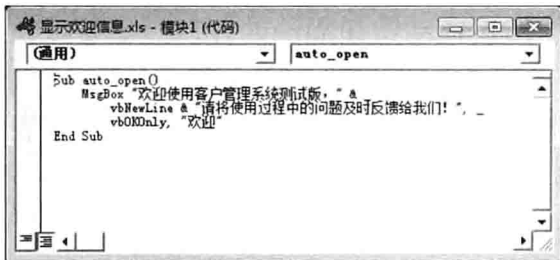 显示欢迎信息.xls - 模块1 (代码)
(通用) auto_open
Sub auto_open()
MsgBox "欢迎使用客户管理系统测试版，" &
vbNewLine & "请将使用过程中的问题及时反馈给我们！", _
vbOKOnly, "欢迎"
End Sub